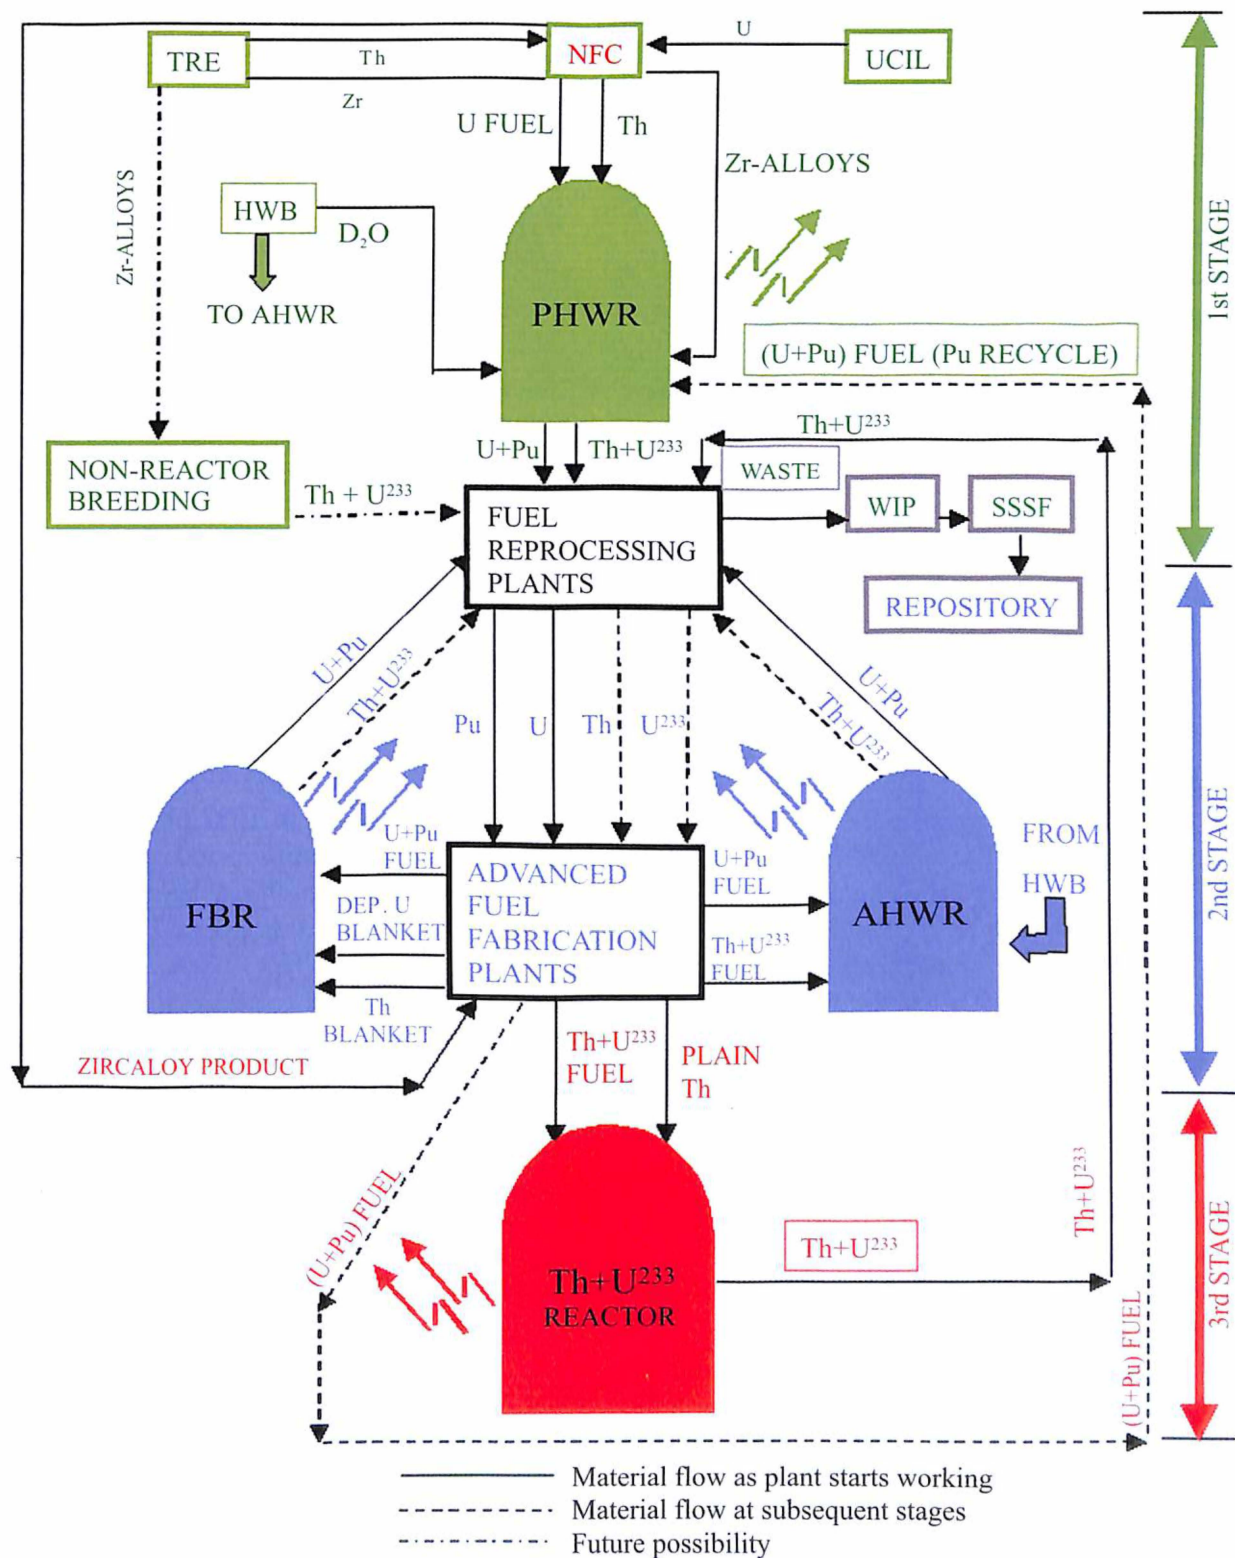 U
TRE
Th
NFC
UCIL
Zr
U FUEL
Th
Zr-ALLOYS
Zr-ALLOYS
HWB
D₂O
TO AHWR
PHWR
1st STAGE
(U+Pu) FUEL (Pu RECYCLE)
U+Pu
Th+U²³³
Th+U²³³
NON-REACTOR
BREEDING
Th + U²³³
WASTE
WIP
SSSF
FUEL
REPROCESSING
PLANTS
REPOSITORY
U+Pu
Th+U²³³
Pu
U
Th
U²³³
Th+U²³³
U+Pu
2nd STAGE
FBR
U+Pu
FUEL
DEP. U
BLANKET
Th
BLANKET
ADVANCED
FUEL
FABRICATION
PLANTS
U+Pu
FUEL
Th+U²³³
FUEL
AHWR
FROM
HWB
ZIRCALOY PRODUCT
Th+U²³³
FUEL
PLAIN
Th
(U+Pu) FUEL
Th+U²³³
REACTOR
Th+U²³³
Th+U²³³
(U+Pu) FUEL
3rd STAGE
Material flow as plant starts working
Material flow at subsequent stages
Future possibility